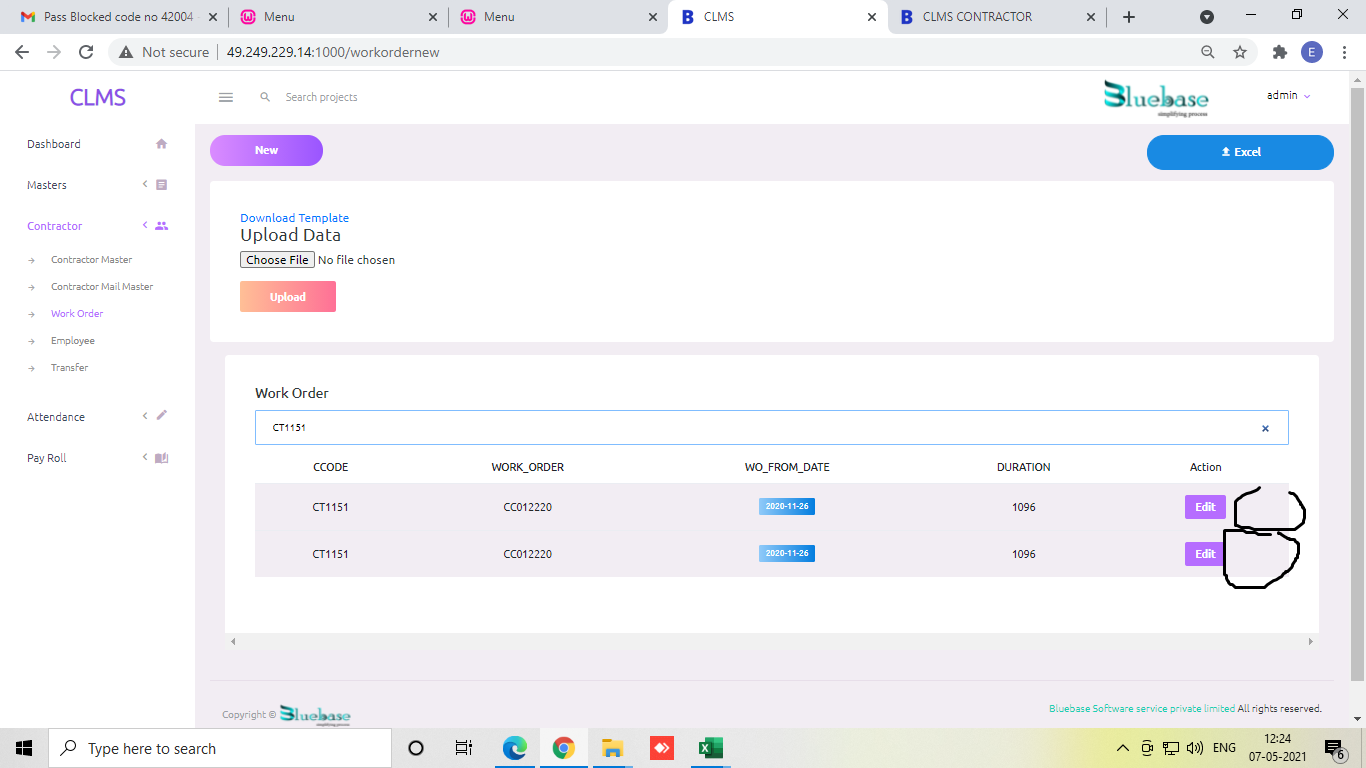 Pass Blocked code no 42004
Menu
Menu
CLMS
CLMS CONTRACTOR
Not secure
49.249.229.14:1000/workordernew
E
CLMS
Search projects
Bluebase
simplifying process
admin
Dashboard
Masters
Contractor
Contractor Master
Contractor Mail Master
Work Order
Employee
Transfer
Attendance
Pay Roll
New
Excel
Download Template
Upload Data
Choose File No file chosen
Upload
Work Order
CT1151
CCODE WORK_ORDER WO_FROM_DATE DURATION Action
CT1151 CC012220 2020-11-26 1096 Edit
CT1151 CC012220 2020-11-26 1096 Edit
Copyright © Bluebase
simplifying process
Bluebase Software service private limited All rights reserved.
Type here to search
ENG
12:24
07-05-2021
6